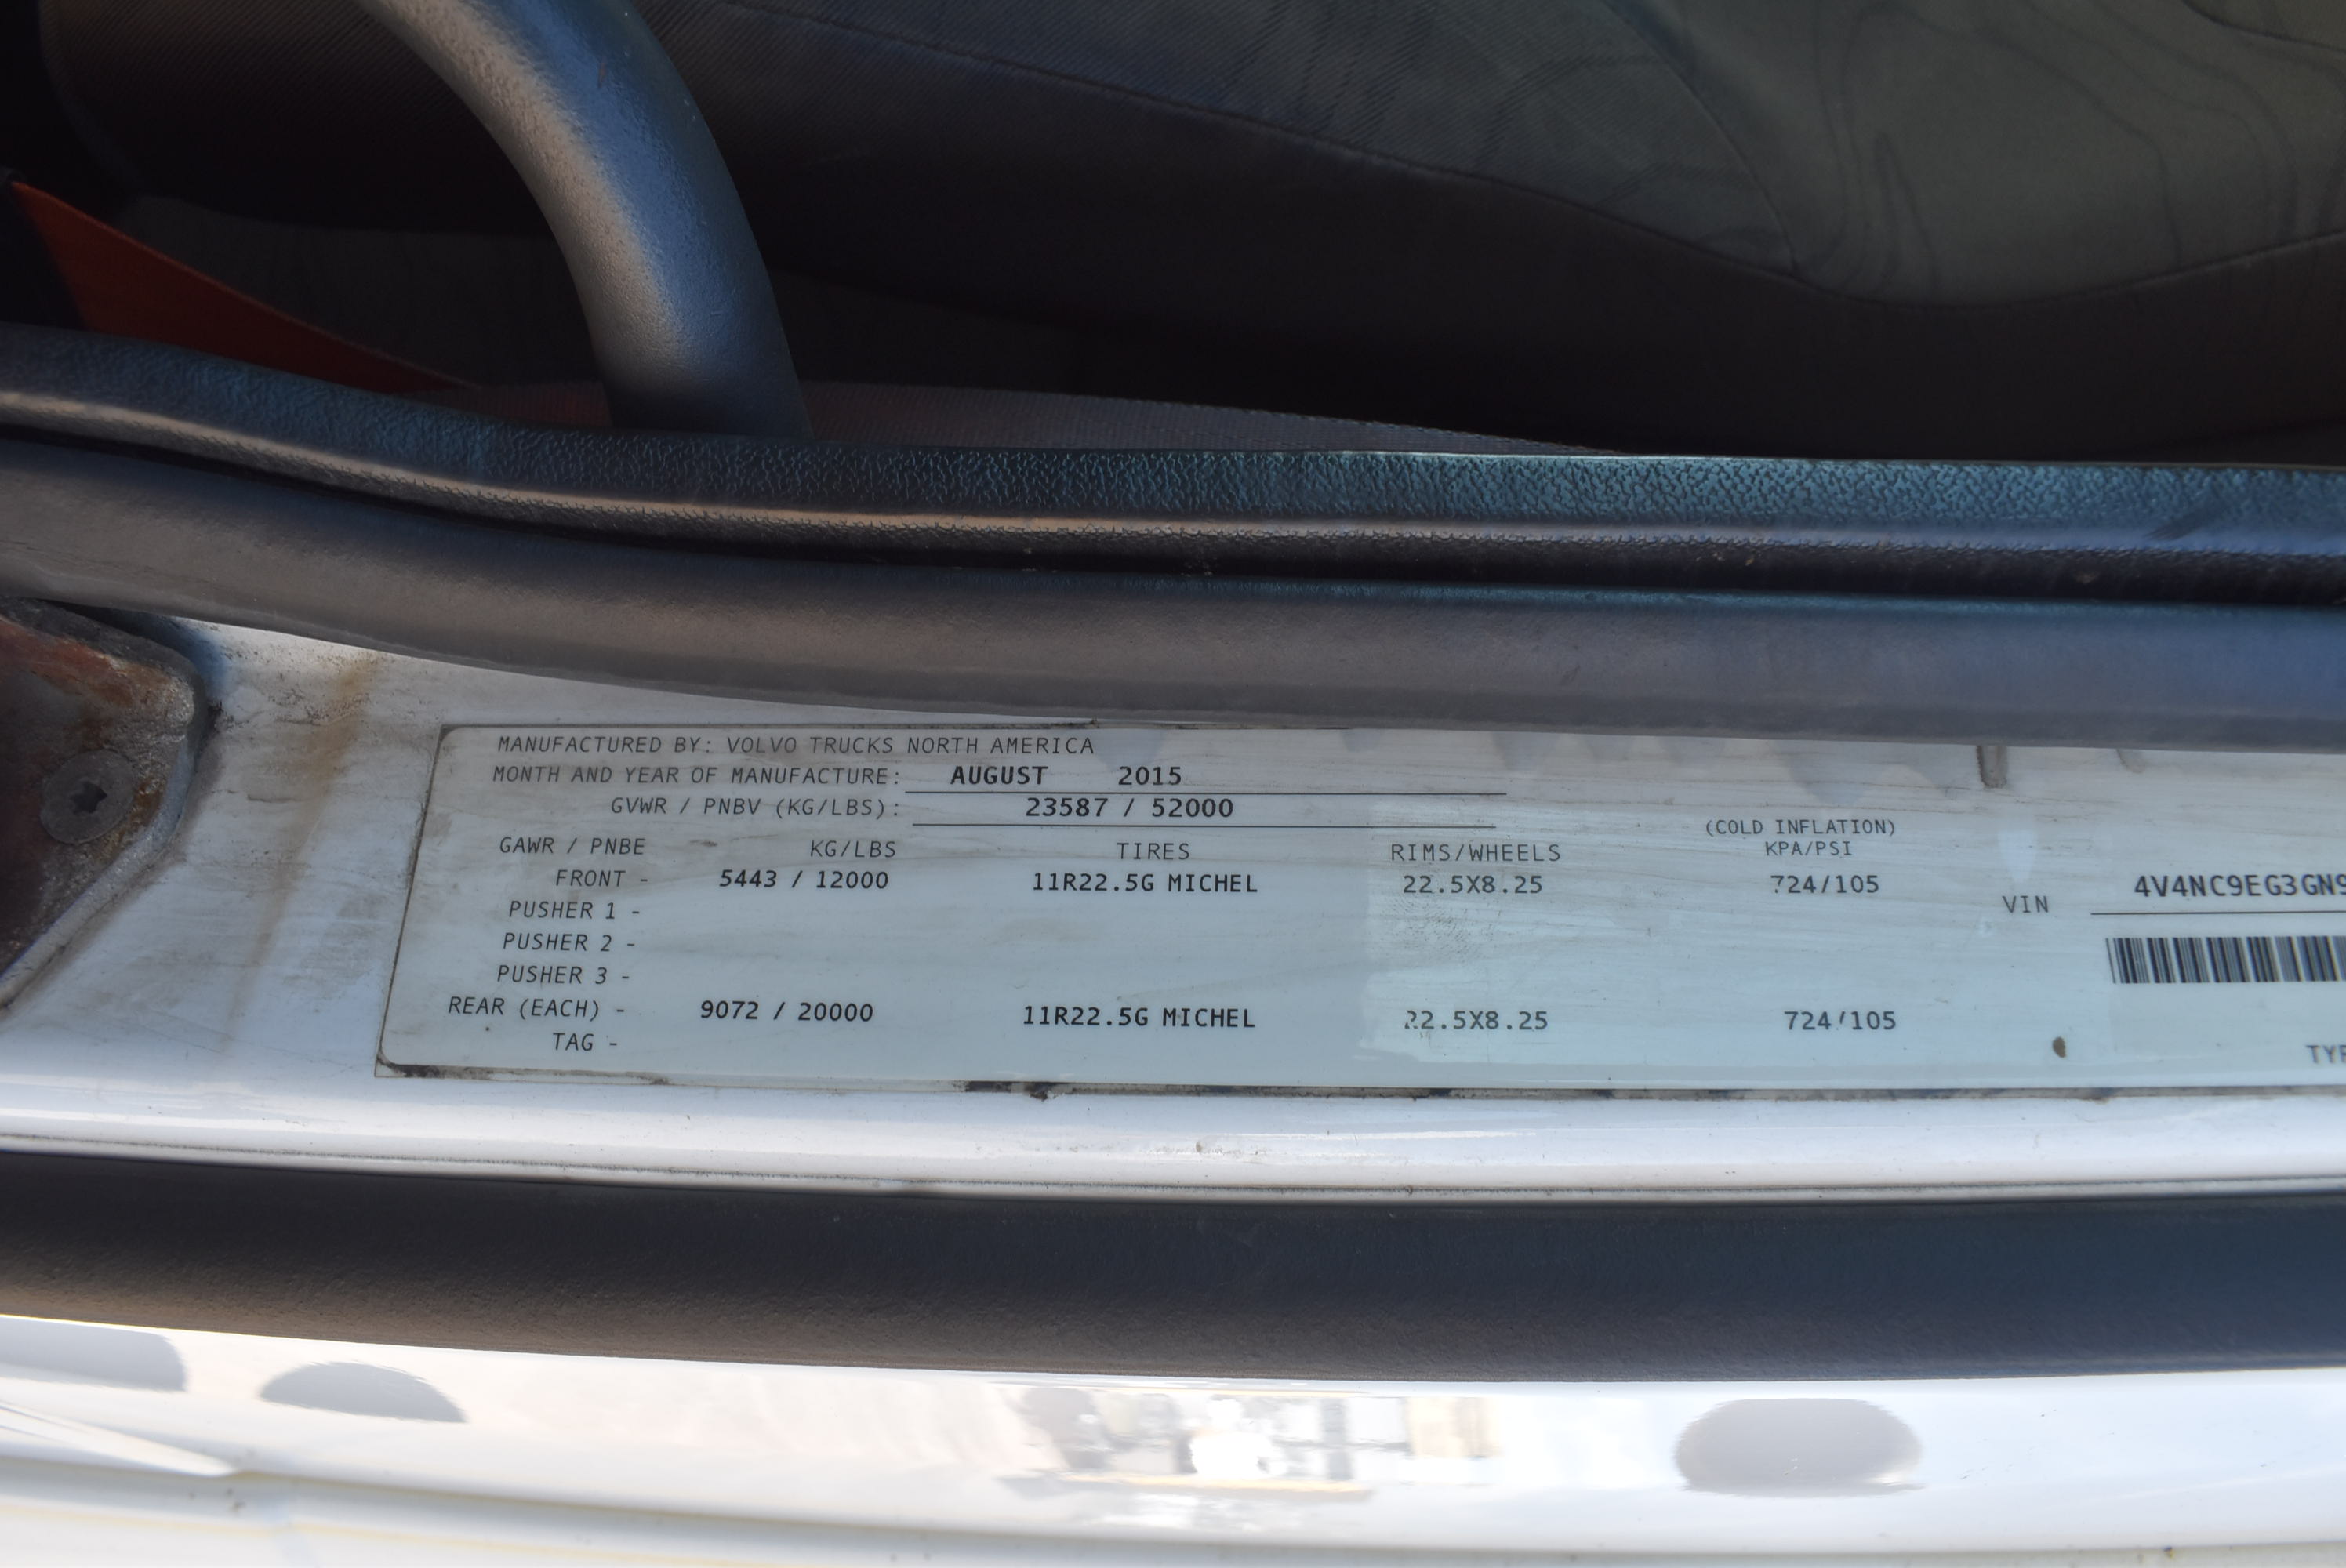 MANUFACTURED BY: VOLVO TRUCKS NORTH AMERICA
MONTH AND YEAR OF MANUFACTURE: AUGUST 2015
GVWR / PNBV (KG/LBS): 23587 / 52000
(COLD INFLATION)
GAWR / PNBE KG/LBS TIRES RIMS/WHEELS KPA/PSI
FRONT - 5443 / 12000 11R22.5G MICHEL 22.5X8.25 724/105
VIN 4V4NC9EG3GN9
PUSHER 1 -
PUSHER 2 -
PUSHER 3 -
REAR (EACH) - 9072 / 20000 11R22.5G MICHEL 22.5X8.25 724/105
TAG -